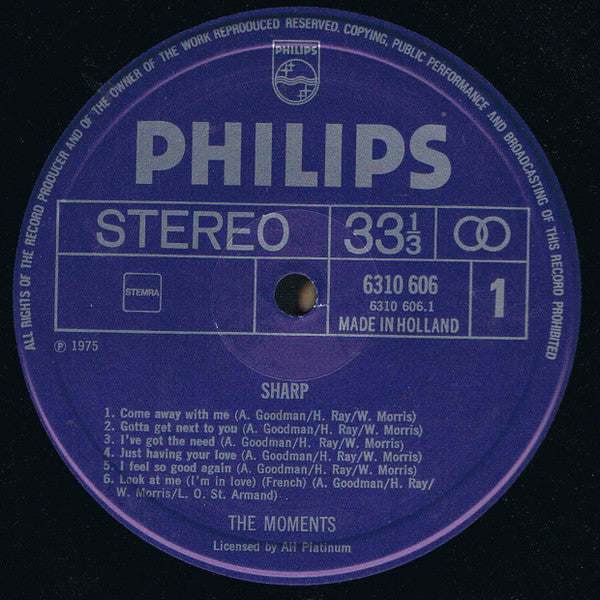 ALL RIGHTS OF THE RECORD PRODUCER AND OF THE OWNER OF THE WORK REPRODUCED RESERVED. COPYING, PUBLIC PERFORMANCE AND BROADCASTING OF THIS RECORD PROHIBITED
PHILIPS
PHILIPS
STEREO 33 1/3
STEMRA
6310 606
6310 606.1
MADE IN HOLLAND
1
Ⓟ 1975
SHARP
1. Come away with me (A. Goodman/H. Ray/W. Morris)
2. Gotta get next to you (A. Goodman/H. Ray/W. Morris)
3. I've got the need (A. Goodman/H. Ray/W. Morris)
4. Just having your love (A. Goodman/H. Ray/W. Morris)
5. I feel so good again (A. Goodman/H. Ray/W. Morris)
6. Look at me (I'm in love) (French) (A. Goodman/H. Ray/
W. Morris/L. O. St. Armand)
THE MOMENTS
Licensed by All Platinum